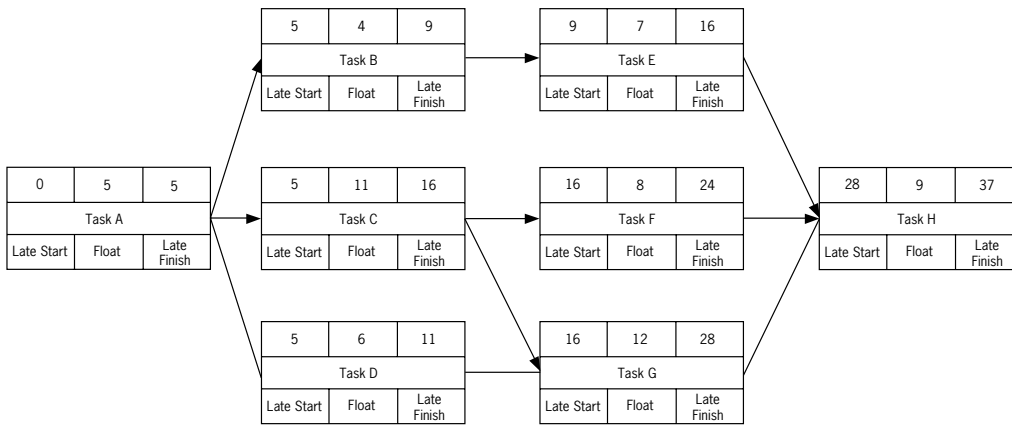 5 4 9
Task B
Late Start Float Late Finish
9 7 16
Task E
Late Start Float Late Finish
0 5 5
Task A
Late Start Float Late Finish
5 11 16
Task C
Late Start Float Late Finish
16 8 24
Task F
Late Start Float Late Finish
28 9 37
Task H
Late Start Float Late Finish
5 6 11
Task D
Late Start Float Late Finish
16 12 28
Task G
Late Start Float Late Finish